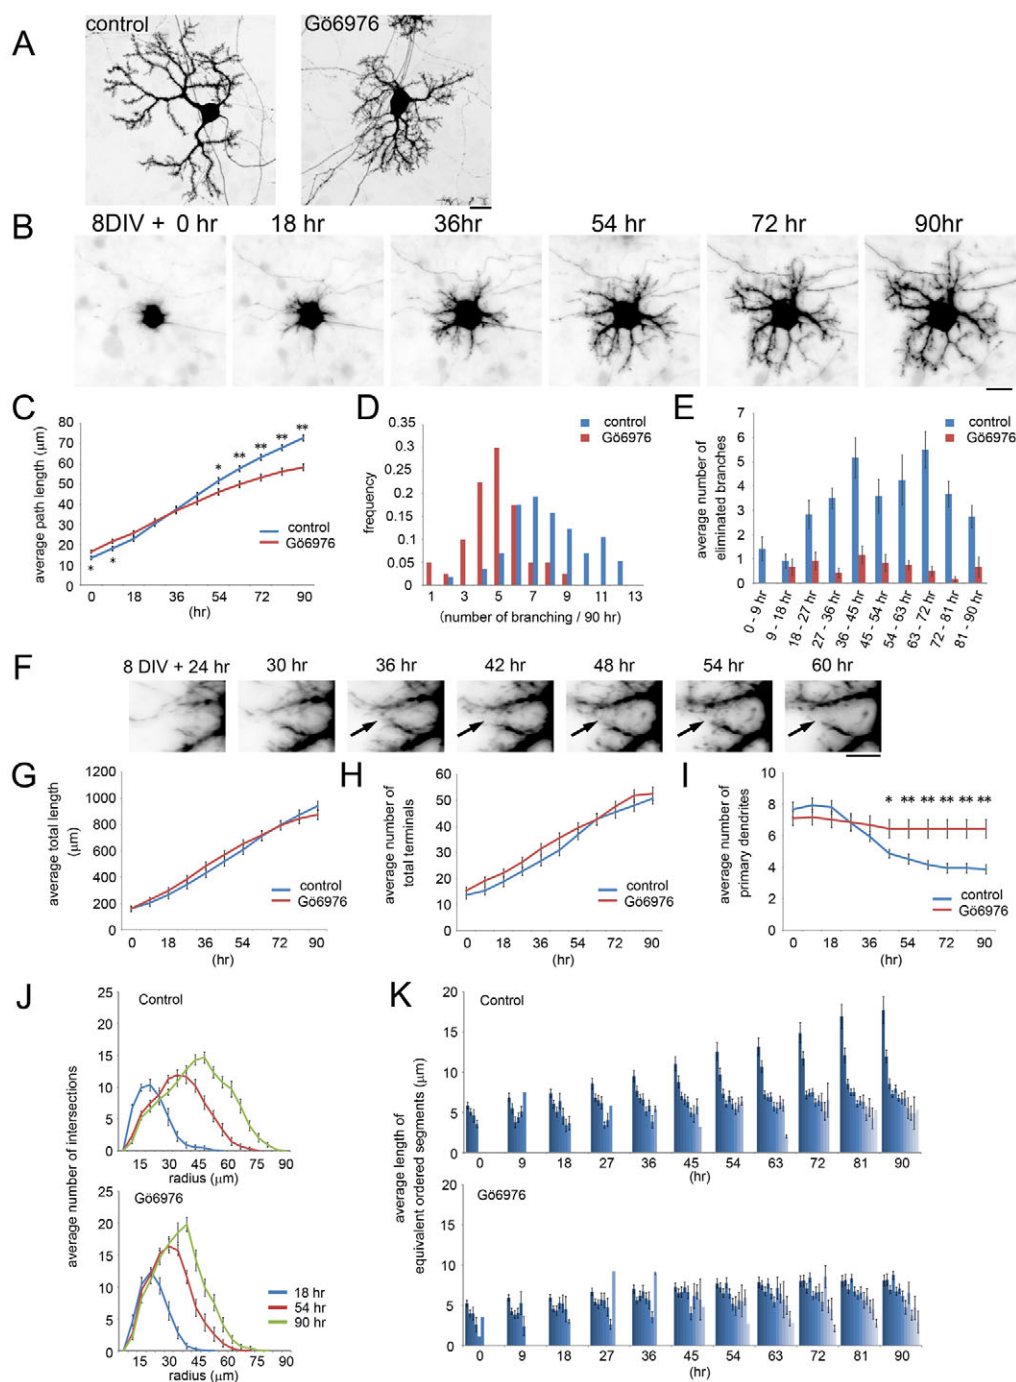 A
control
Gö6976
B
8DIV + 0 hr
18 hr
36hr
54 hr
72 hr
90hr
C
average path length (µm)
80
70
60
50
40
30
20
10
0
*
*
*
**
**
**
**
control
Gö6976
0
18
36
54
72
90
(hr)
D
frequency
0.35
0.3
0.25
0.2
0.15
0.1
0.05
0
control
Gö6976
1
3
5
7
9
11
13
(number of branching / 90 hr)
E
average number of
eliminated branches
7
6
5
4
3
2
1
0
control
Gö6976
0 - 9 hr
9 - 18 hr
18 - 27 hr
27 - 36 hr
36 - 45 hr
45 - 54 hr
54 - 63 hr
63 - 72 hr
72 - 81 hr
81 - 90 hr
F
8 DIV + 24 hr
30 hr
36 hr
42 hr
48 hr
54 hr
60 hr
G
average total length
(µm)
1200
1000
800
600
400
200
0
control
Gö6976
0
18
36
54
72
90
(hr)
H
average number of
total terminals
60
50
40
30
20
10
0
control
Gö6976
0
18
36
54
72
90
(hr)
I
average number of
primary dendrites
10
8
6
4
2
0
*
**
**
**
**
**
control
Gö6976
0
18
36
54
72
90
(hr)
J
average number of intersections
Control
25
20
15
10
5
0
15
30
45
60
75
90
radius (µm)
Gö6976
25
20
15
10
5
0
18 hr
54 hr
90 hr
15
30
45
60
75
90
radius (µm)
K
average length of
equivalent ordered segments (µm)
Control
20
15
10
5
0
0
9
18
27
36
45
54
63
72
81
90
(hr)
Gö6976
20
15
10
5
0
0
9
18
27
36
45
54
63
72
81
90
(hr)